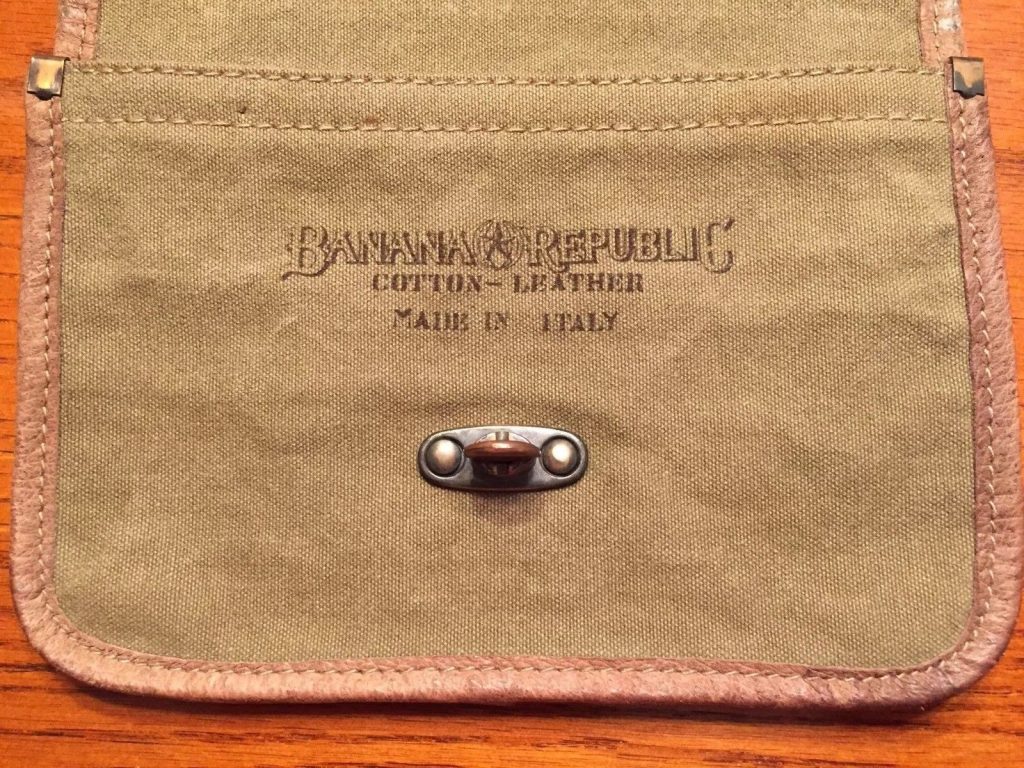 BANANA REPUBLIC
COTTON - LEATHER
MADE IN ITALY